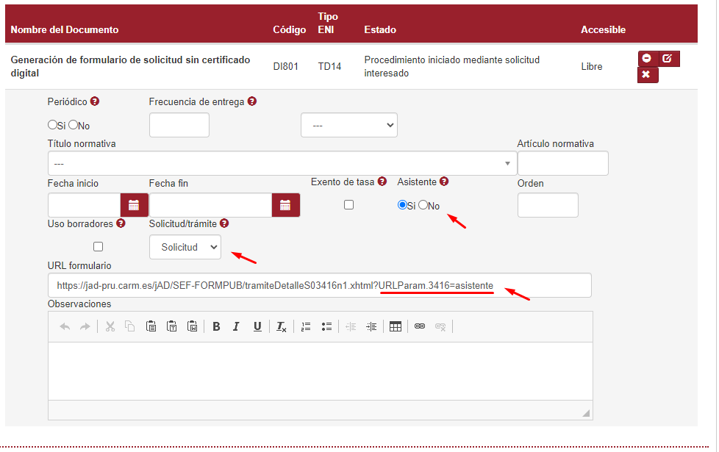 Nombre del Documento Código Tipo ENI Estado Accesible
Generación de formulario de solicitud sin certificado DI801 TD14 Procedimiento iniciado mediante solicitud Libre
digital interesado
Periódico Frecuencia de entrega
Si No ---
Título normativa Artículo normativa
---
Fecha inicio Fecha fin Exento de tasa Asistente Orden
Si No
Uso borradores Solicitud/trámite
Solicitud
URL formulario
https://jad-pru.carm.es/jAD/SEF-FORMPUB/tramiteDetalleS03416n1.xhtml?URLParam.3416=asistente
Observaciones
B I U Ix